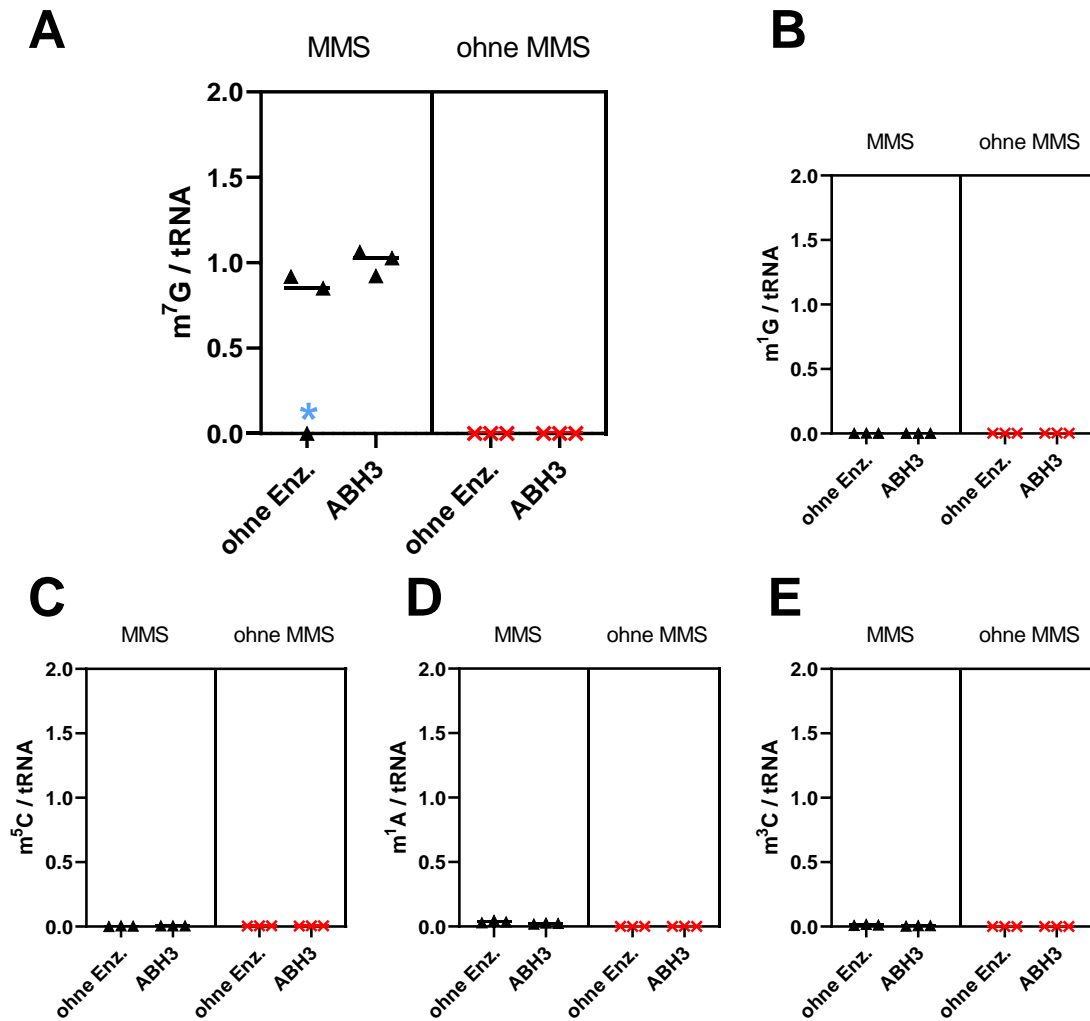 A
MMS
ohne MMS
m⁷G / tRNA
2.0
1.5
1.0
0.5
0.0
*
ohne Enz.
ABH3
ohne Enz.
ABH3
B
MMS
ohne MMS
m¹G / tRNA
2.0
1.5
1.0
0.5
0.0
ohne Enz.
ABH3
ohne Enz.
ABH3
C
MMS
ohne MMS
m⁵C / tRNA
2.0
1.5
1.0
0.5
0.0
ohne Enz.
ABH3
ohne Enz.
ABH3
D
MMS
ohne MMS
m¹A / tRNA
2.0
1.5
1.0
0.5
0.0
ohne Enz.
ABH3
ohne Enz.
ABH3
E
MMS
ohne MMS
m³C / tRNA
2.0
1.5
1.0
0.5
0.0
ohne Enz.
ABH3
ohne Enz.
ABH3